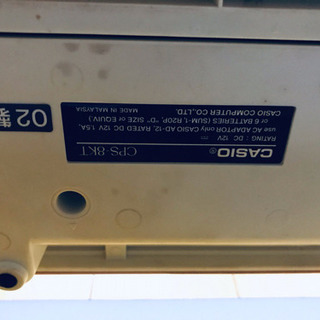 CASIO®
CPS-8KT
RATING: DC 12V ⎓
use AC ADAPTOR only CASIO AD-12, RATED DC 12V 1.5A,
or 6 BATTERIES (SUM-1, R20P, "D" SIZE or EQUIV)
CASIO COMPUTER CO., LTD. MADE IN MALAYSIA
02